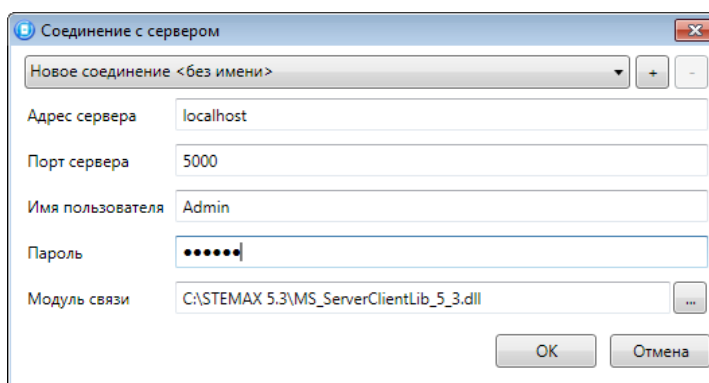 Соединение с сервером
Новое соединение <без имени>
+
-
Адрес сервера localhost
Порт сервера 5000
Имя пользователя Admin
Пароль ••••••
Модуль связи C:\STEMAX 5.3\MS_ServerClientLib_5_3.dll ...
OK Отмена